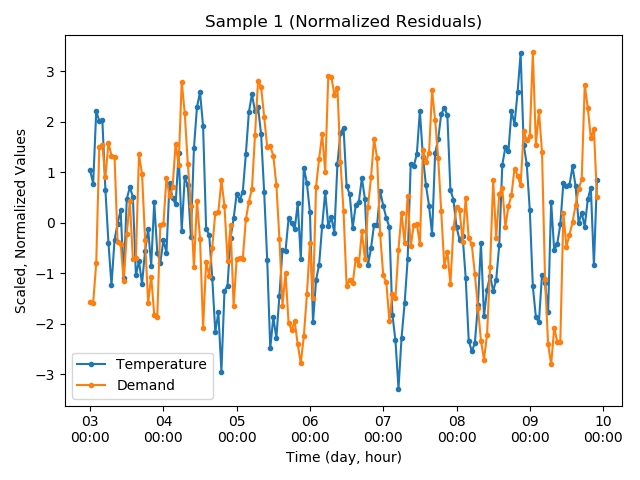 Sample 1 (Normalized Residuals)
Scaled, Normalized Values
3
2
1
0
−1
−2
−3
Temperature
Demand
03 04 05 06 07 08 09 10
00:00 00:00 00:00 00:00 00:00 00:00 00:00 00:00
Time (day, hour)